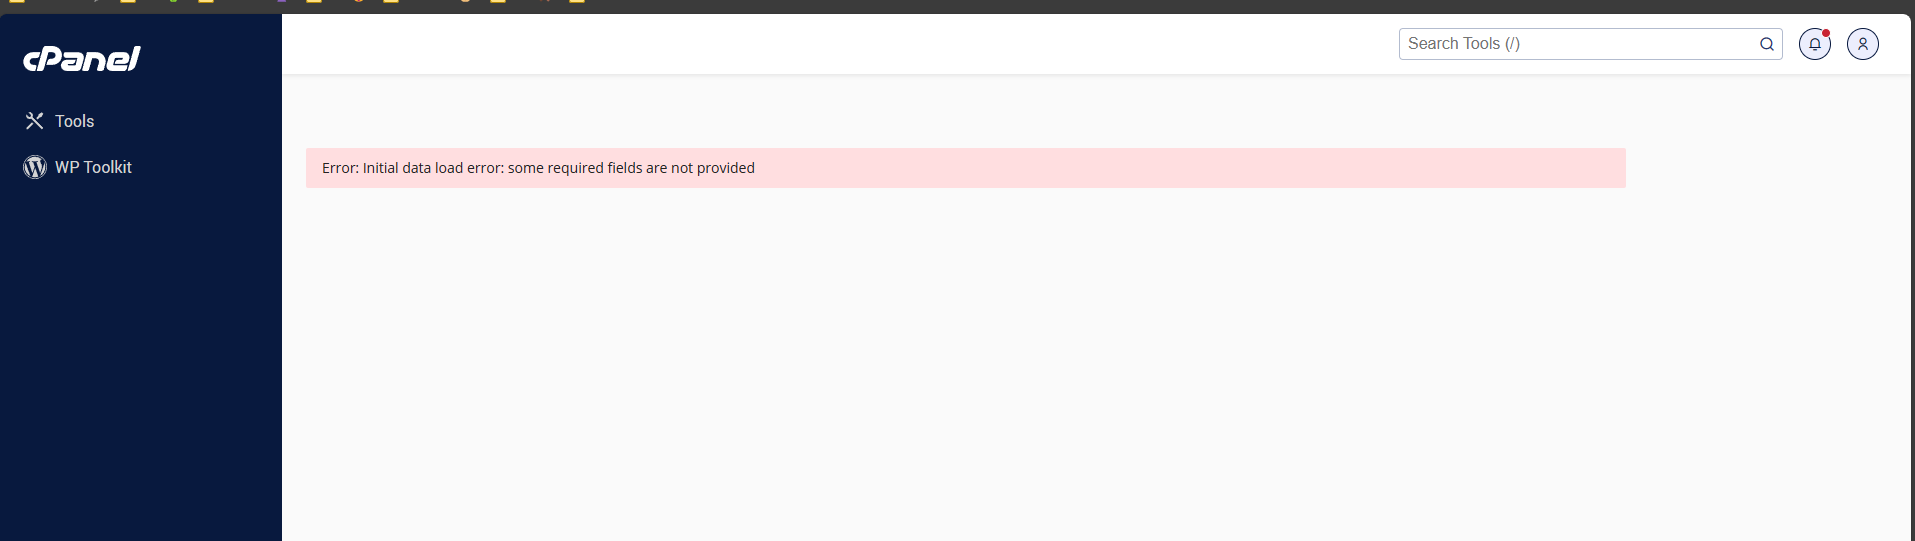 cPanel
Search Tools (/)
Tools
WP Toolkit
Error: Initial data load error: some required fields are not provided